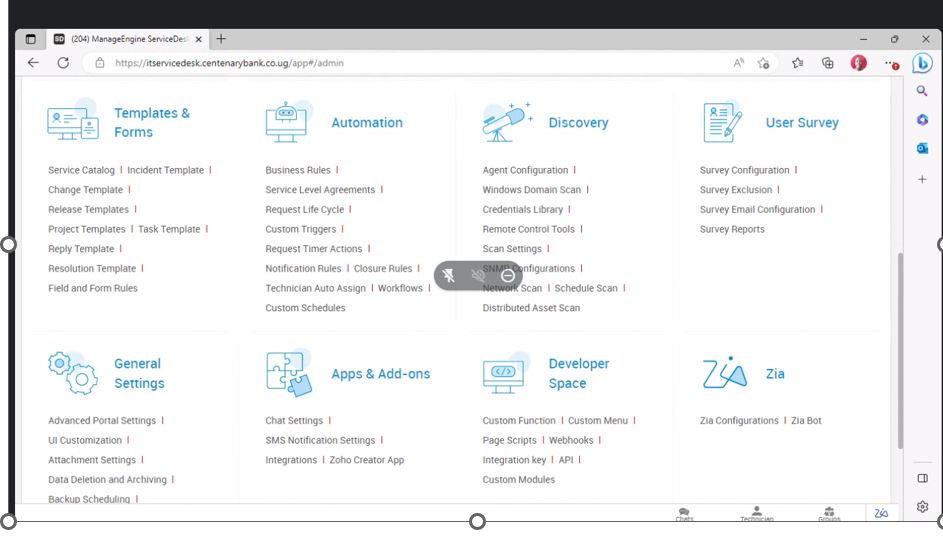 SD (204) ManageEngine ServiceDesk
https://itservicedesk.centenarybank.co.ug/app#/admin
Templates & Forms
Service Catalog | Incident Template |
Change Template |
Release Templates |
Project Templates | Task Template |
Reply Template |
Resolution Template |
Field and Form Rules
Automation
Business Rules |
Service Level Agreements |
Request Life Cycle |
Custom Triggers |
Request Timer Actions |
Notification Rules | Closure Rules |
Technician Auto Assign | Workflows |
Custom Schedules
Discovery
Agent Configuration |
Windows Domain Scan |
Credentials Library |
Remote Control Tools |
Scan Settings |
SNMP Configurations |
Network Scan | Schedule Scan |
Distributed Asset Scan
User Survey
Survey Configuration |
Survey Exclusion |
Survey Email Configuration |
Survey Reports
General Settings
Advanced Portal Settings |
UI Customization |
Attachment Settings |
Data Deletion and Archiving |
Backup Scheduling |
Apps & Add-ons
Chat Settings |
SMS Notification Settings |
Integrations | Zoho Creator App
Developer Space
Custom Function | Custom Menu |
Page Scripts | Webhooks |
Integration key | API |
Custom Modules
Zia
Zia Configurations | Zia Bot
Chats Technician Groups